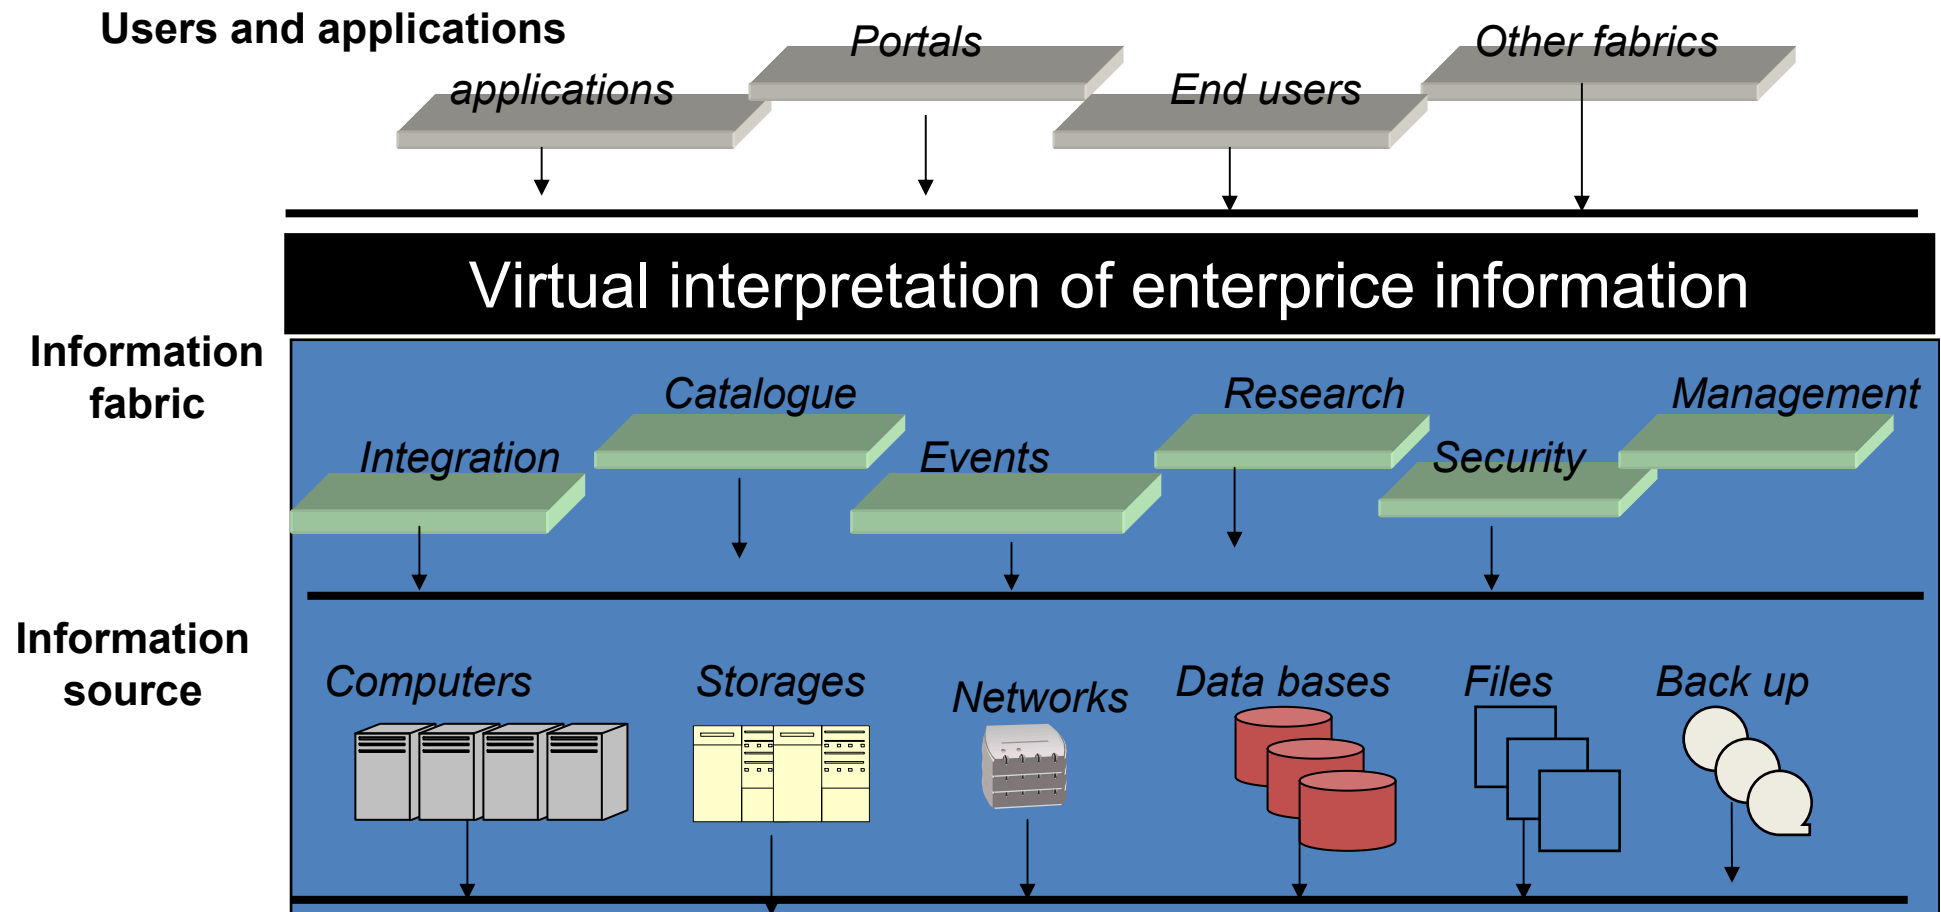 Users and applications
Portals
Other fabrics
applications
End users
Virtual interpretation of enterprice information
Information
fabric
Catalogue
Research
Management
Integration
Events
Security
Information
source
Computers
Storages
Networks
Data bases
Files
Back up